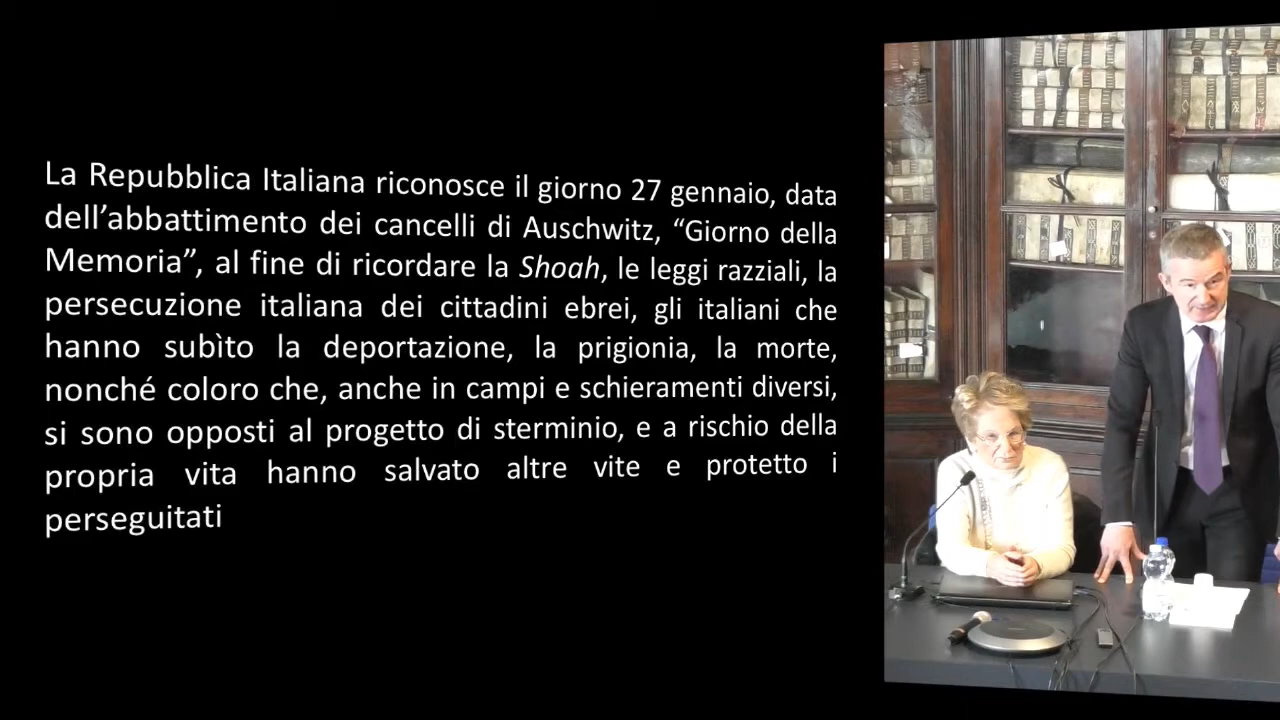 La Repubblica Italiana riconosce il giorno 27 gennaio, data
dell’abbattimento dei cancelli di Auschwitz, “Giorno della
Memoria”, al fine di ricordare la Shoah, le leggi razziali, la
persecuzione italiana dei cittadini ebrei, gli italiani che
hanno subìto la deportazione, la prigionia, la morte,
nonché coloro che, anche in campi e schieramenti diversi,
si sono opposti al progetto di sterminio, e a rischio della
propria vita hanno salvato altre vite e protetto i
perseguitati